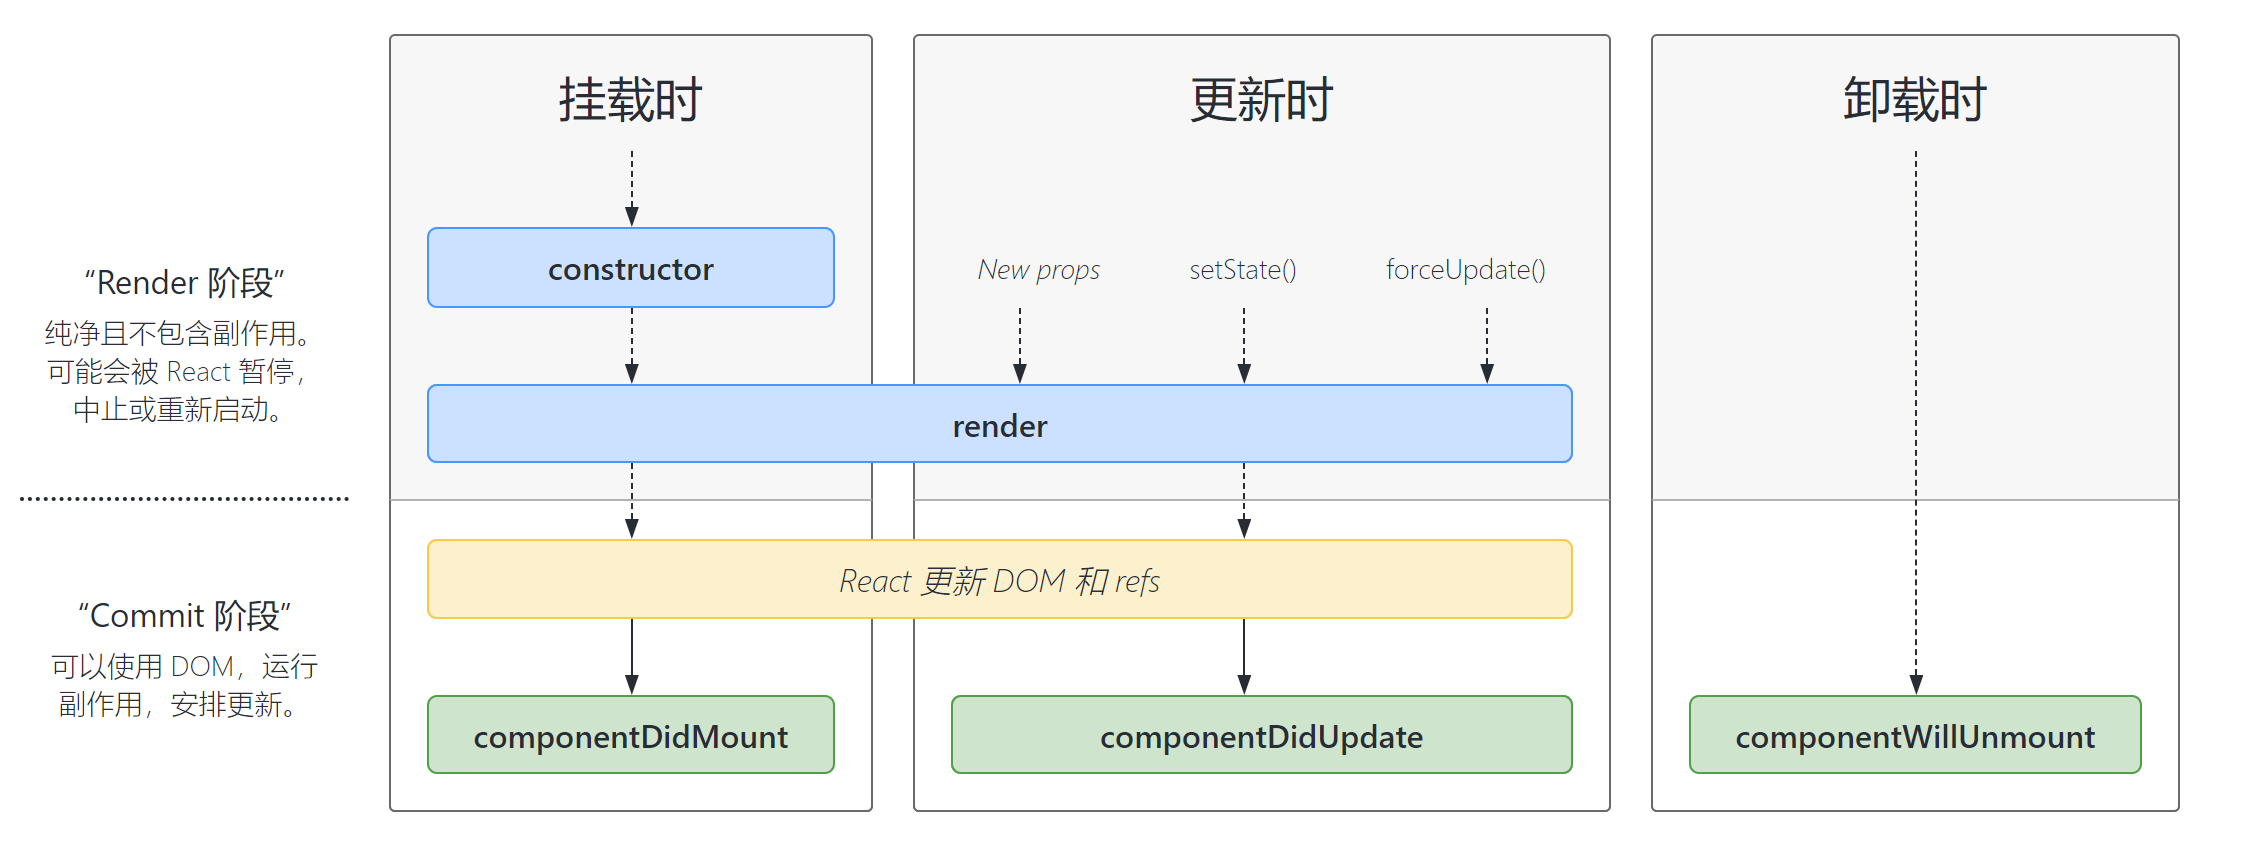 挂载时
更新时
卸载时
constructor
New props
setState()
forceUpdate()
“Render 阶段”
纯净且不包含副作用。
可能会被 React 暂停，
中止或重新启动。
render
React 更新 DOM 和 refs
“Commit 阶段”
可以使用 DOM，运行
副作用，安排更新。
componentDidMount
componentDidUpdate
componentWillUnmount